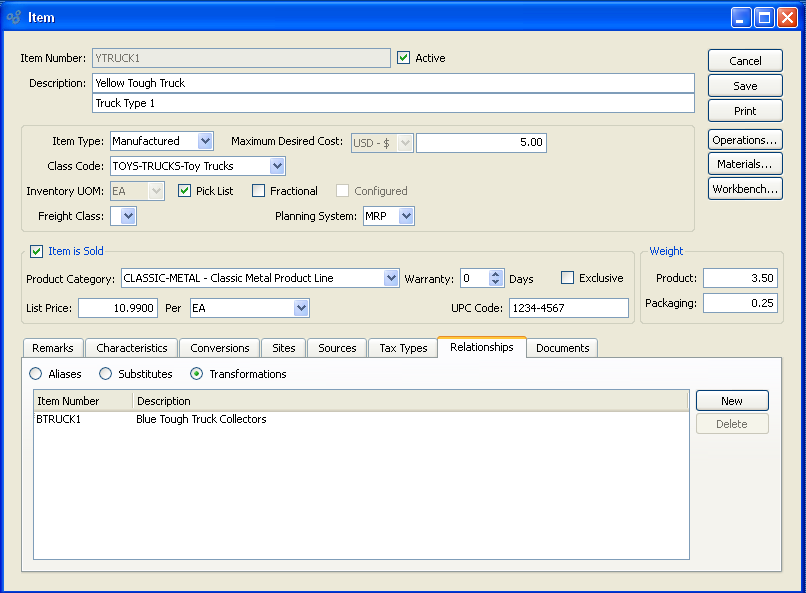 Item
Item Number: YTRUCK1 Active
Cancel
Description: Yellow Tough Truck
Save
Truck Type 1
Print
Item Type: Manufactured Maximum Desired Cost: USD - $ 5.00
Operations...
Class Code: TOYS-TRUCKS-Toy Trucks
Materials...
Inventory UOM: EA Pick List Fractional Configured
Workbench...
Freight Class: Planning System: MRP
Item is Sold
Weight
Product Category: CLASSIC-METAL - Classic Metal Product Line Warranty: 0 Days Exclusive
Product: 3.50
List Price: 10.9900 Per EA UPC Code: 1234-4567
Packaging: 0.25
Remarks Characteristics Conversions Sites Sources Tax Types Relationships Documents
Aliases Substitutes Transformations
Item Number Description
New
BTRUCK1 Blue Tough Truck Collectors
Delete